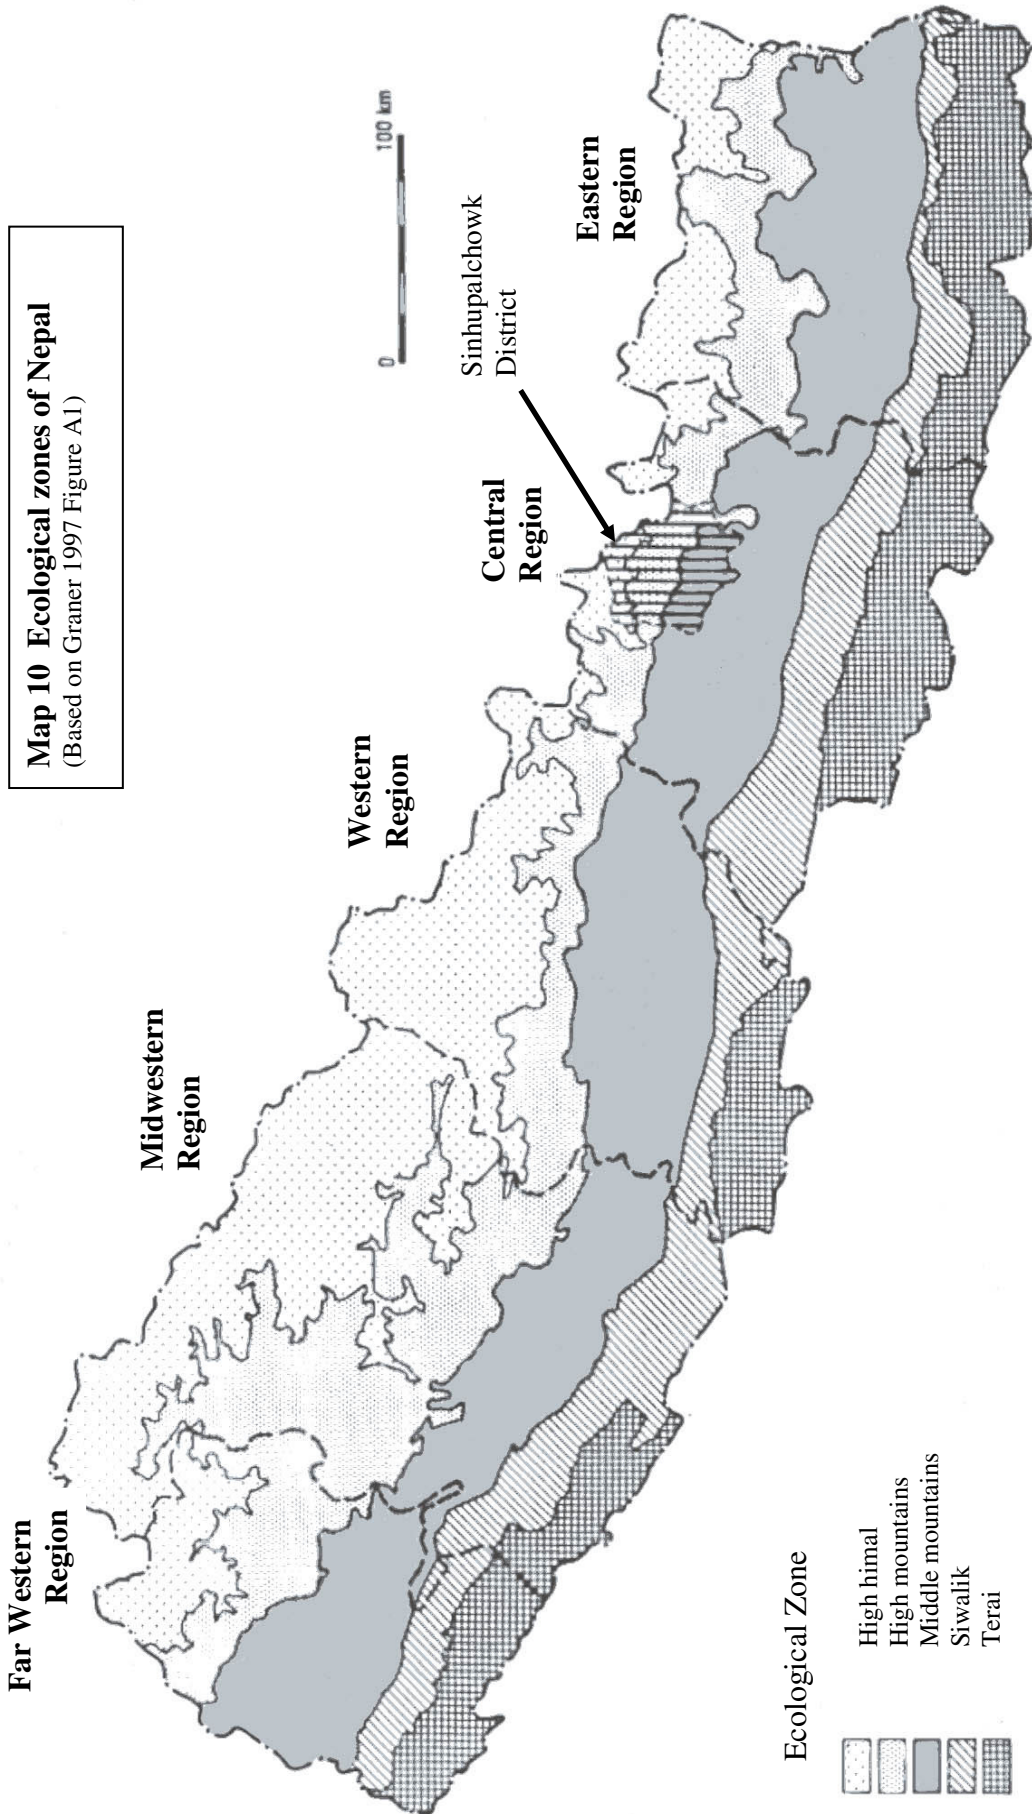 Map 10  Ecological zones of Nepal
(Based on Graner 1997 Figure A1)
0
100 km
Far Western
Region
Midwestern
Region
Western
Region
Central
Region
Sinhupalchowk
District
Eastern
Region
Ecological Zone
High himal
High mountains
Middle mountains
Siwalik
Terai